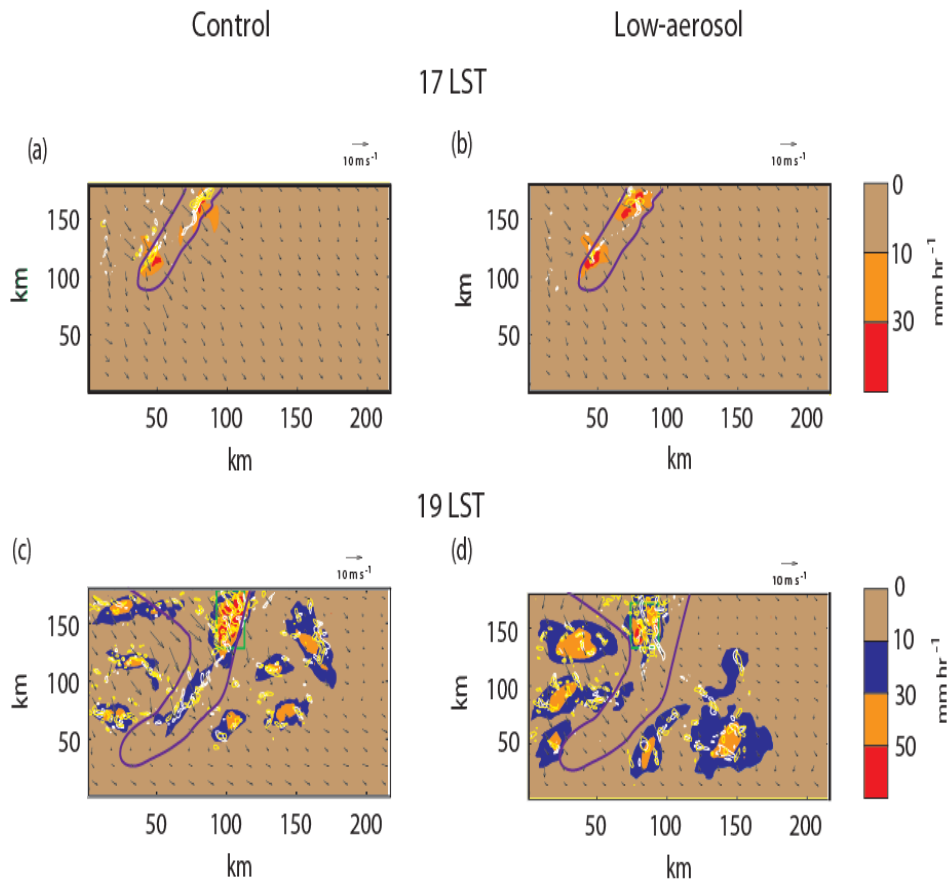 Control Low-aerosol
17 LST
(a) (b)
10 m s⁻¹ 10 m s⁻¹
0
150 150
10
km 100 km 100 mm hr⁻¹
30
50 50
50 100 150 200 50 100 150 200
km km
19 LST
(c) (d)
10 m s⁻¹ 10 m s⁻¹
0
150 150
10
km 100 km 100 30 mm hr⁻¹
50 50 50
50 100 150 200 50 100 150 200
km km